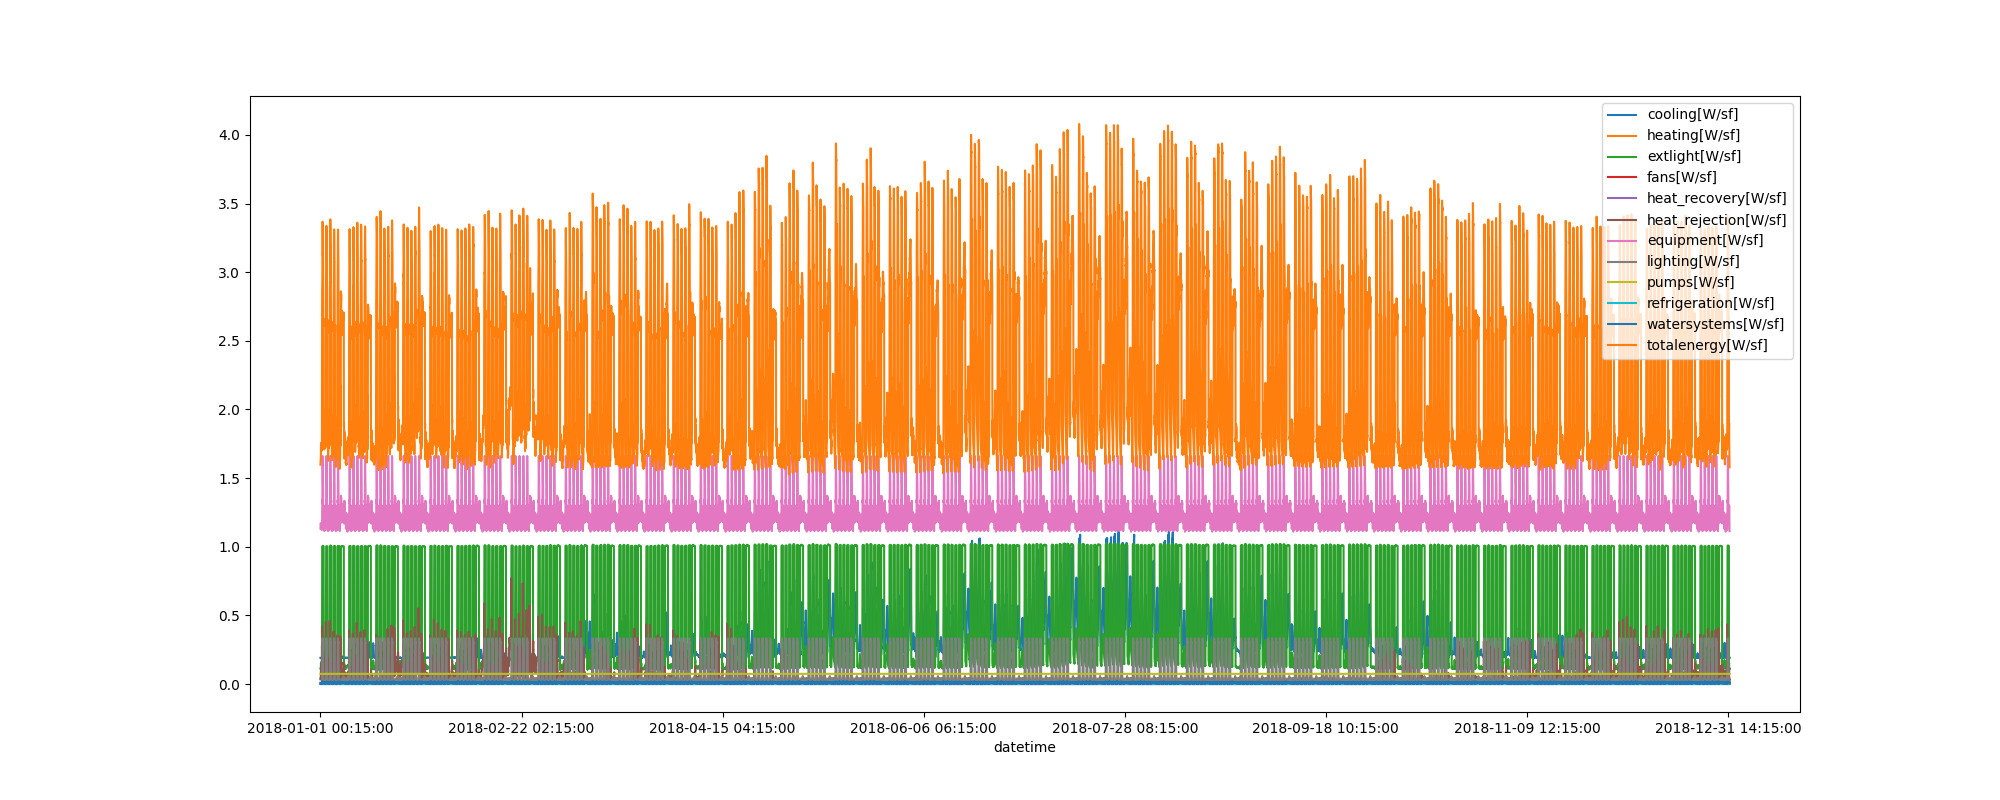 4.0
3.5
3.0
2.5
2.0
1.5
1.0
0.5
0.0
cooling[W/sf]
heating[W/sf]
extlight[W/sf]
fans[W/sf]
heat_recovery[W/sf]
heat_rejection[W/sf]
equipment[W/sf]
lighting[W/sf]
pumps[W/sf]
refrigeration[W/sf]
watersystems[W/sf]
totalenergy[W/sf]
2018-01-01 00:15:00 2018-02-22 02:15:00 2018-04-15 04:15:00 2018-06-06 06:15:00 2018-07-28 08:15:00 2018-09-18 10:15:00 2018-11-09 12:15:00 2018-12-31 14:15:00
datetime